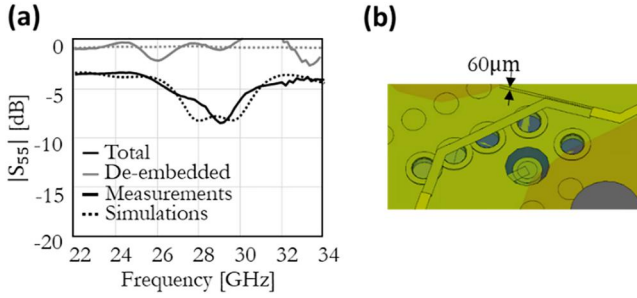 (a)
(b)
0
-5
-10
-15
-20
|S55| [dB]
Total
De-embedded
Measurements
Simulations
22 24 26 28 30 32 34
Frequency [GHz]
60μm